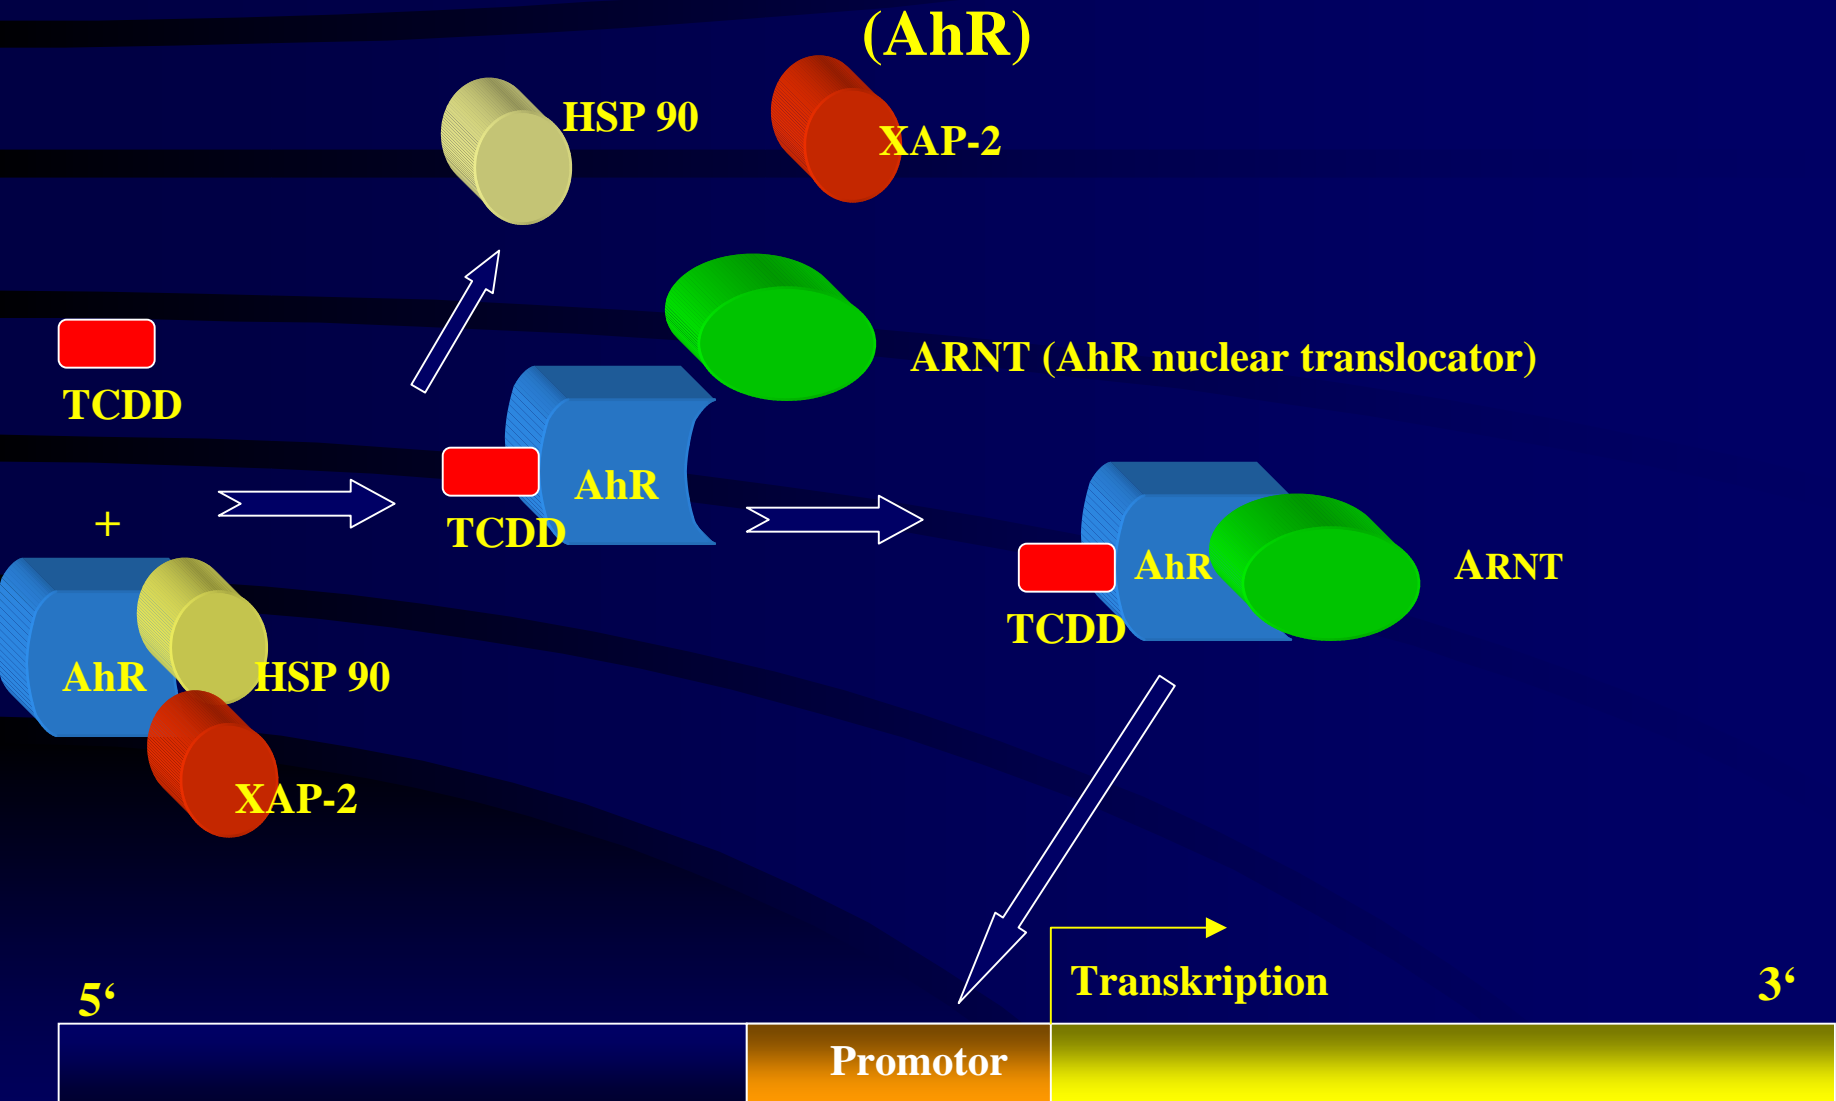 (AhR)
HSP 90
XAP-2
ARNT (AhR nuclear translocator)
TCDD
AhR
TCDD
+
AhR
ARNT
TCDD
AhR
HSP 90
XAP-2
Transkription
5‘
3‘
Promotor